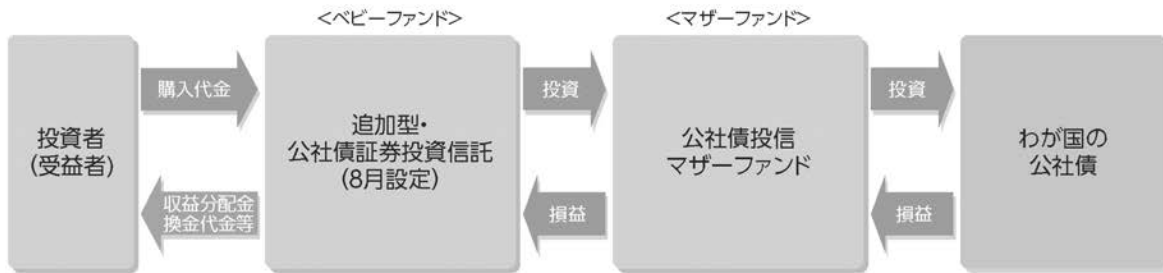 <ベビーファンド>
<マザーファンド>
投資者
(受益者)
購入代金
収益分配金
換金代金等
追加型・
公社債証券投資信託
(8月設定)
投資
損益
公社債投信
マザーファンド
投資
損益
わが国の
公社債